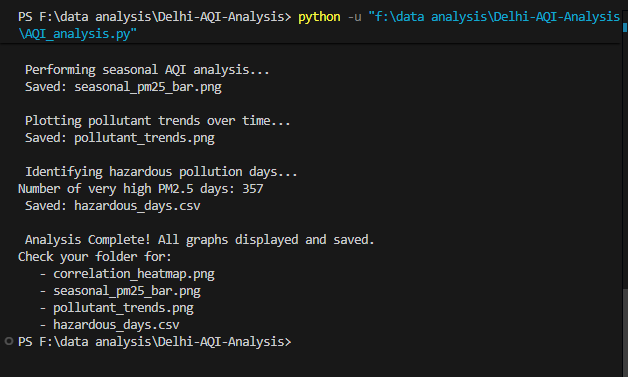 PS F:\data analysis\Delhi-AQI-Analysis> python -u "f:\data analysis\Delhi-AQI-Analysis
\AQI_analysis.py"
Performing seasonal AQI analysis...
Saved: seasonal_pm25_bar.png
Plotting pollutant trends over time...
Saved: pollutant_trends.png
Identifying hazardous pollution days...
Number of very high PM2.5 days: 357
Saved: hazardous_days.csv
Analysis Complete! All graphs displayed and saved.
Check your folder for:
- correlation_heatmap.png
- seasonal_pm25_bar.png
- pollutant_trends.png
- hazardous_days.csv
PS F:\data analysis\Delhi-AQI-Analysis>